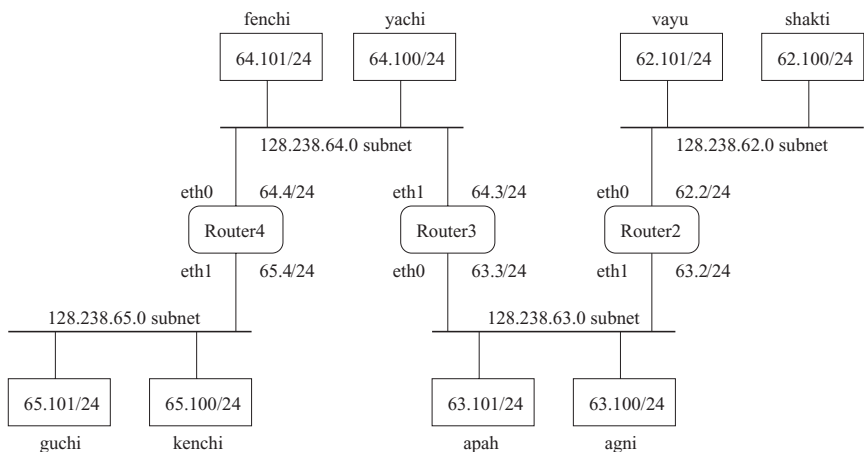 fenchi yachi vayu shakti
64.101/24 64.100/24 62.101/24 62.100/24
128.238.64.0 subnet 128.238.62.0 subnet
eth0 64.4/24 eth1 64.3/24 eth0 62.2/24
Router4 Router3 Router2
eth1 65.4/24 eth0 63.3/24 eth1 63.2/24
128.238.65.0 subnet 128.238.63.0 subnet
65.101/24 65.100/24 63.101/24 63.100/24
guchi kenchi apah agni